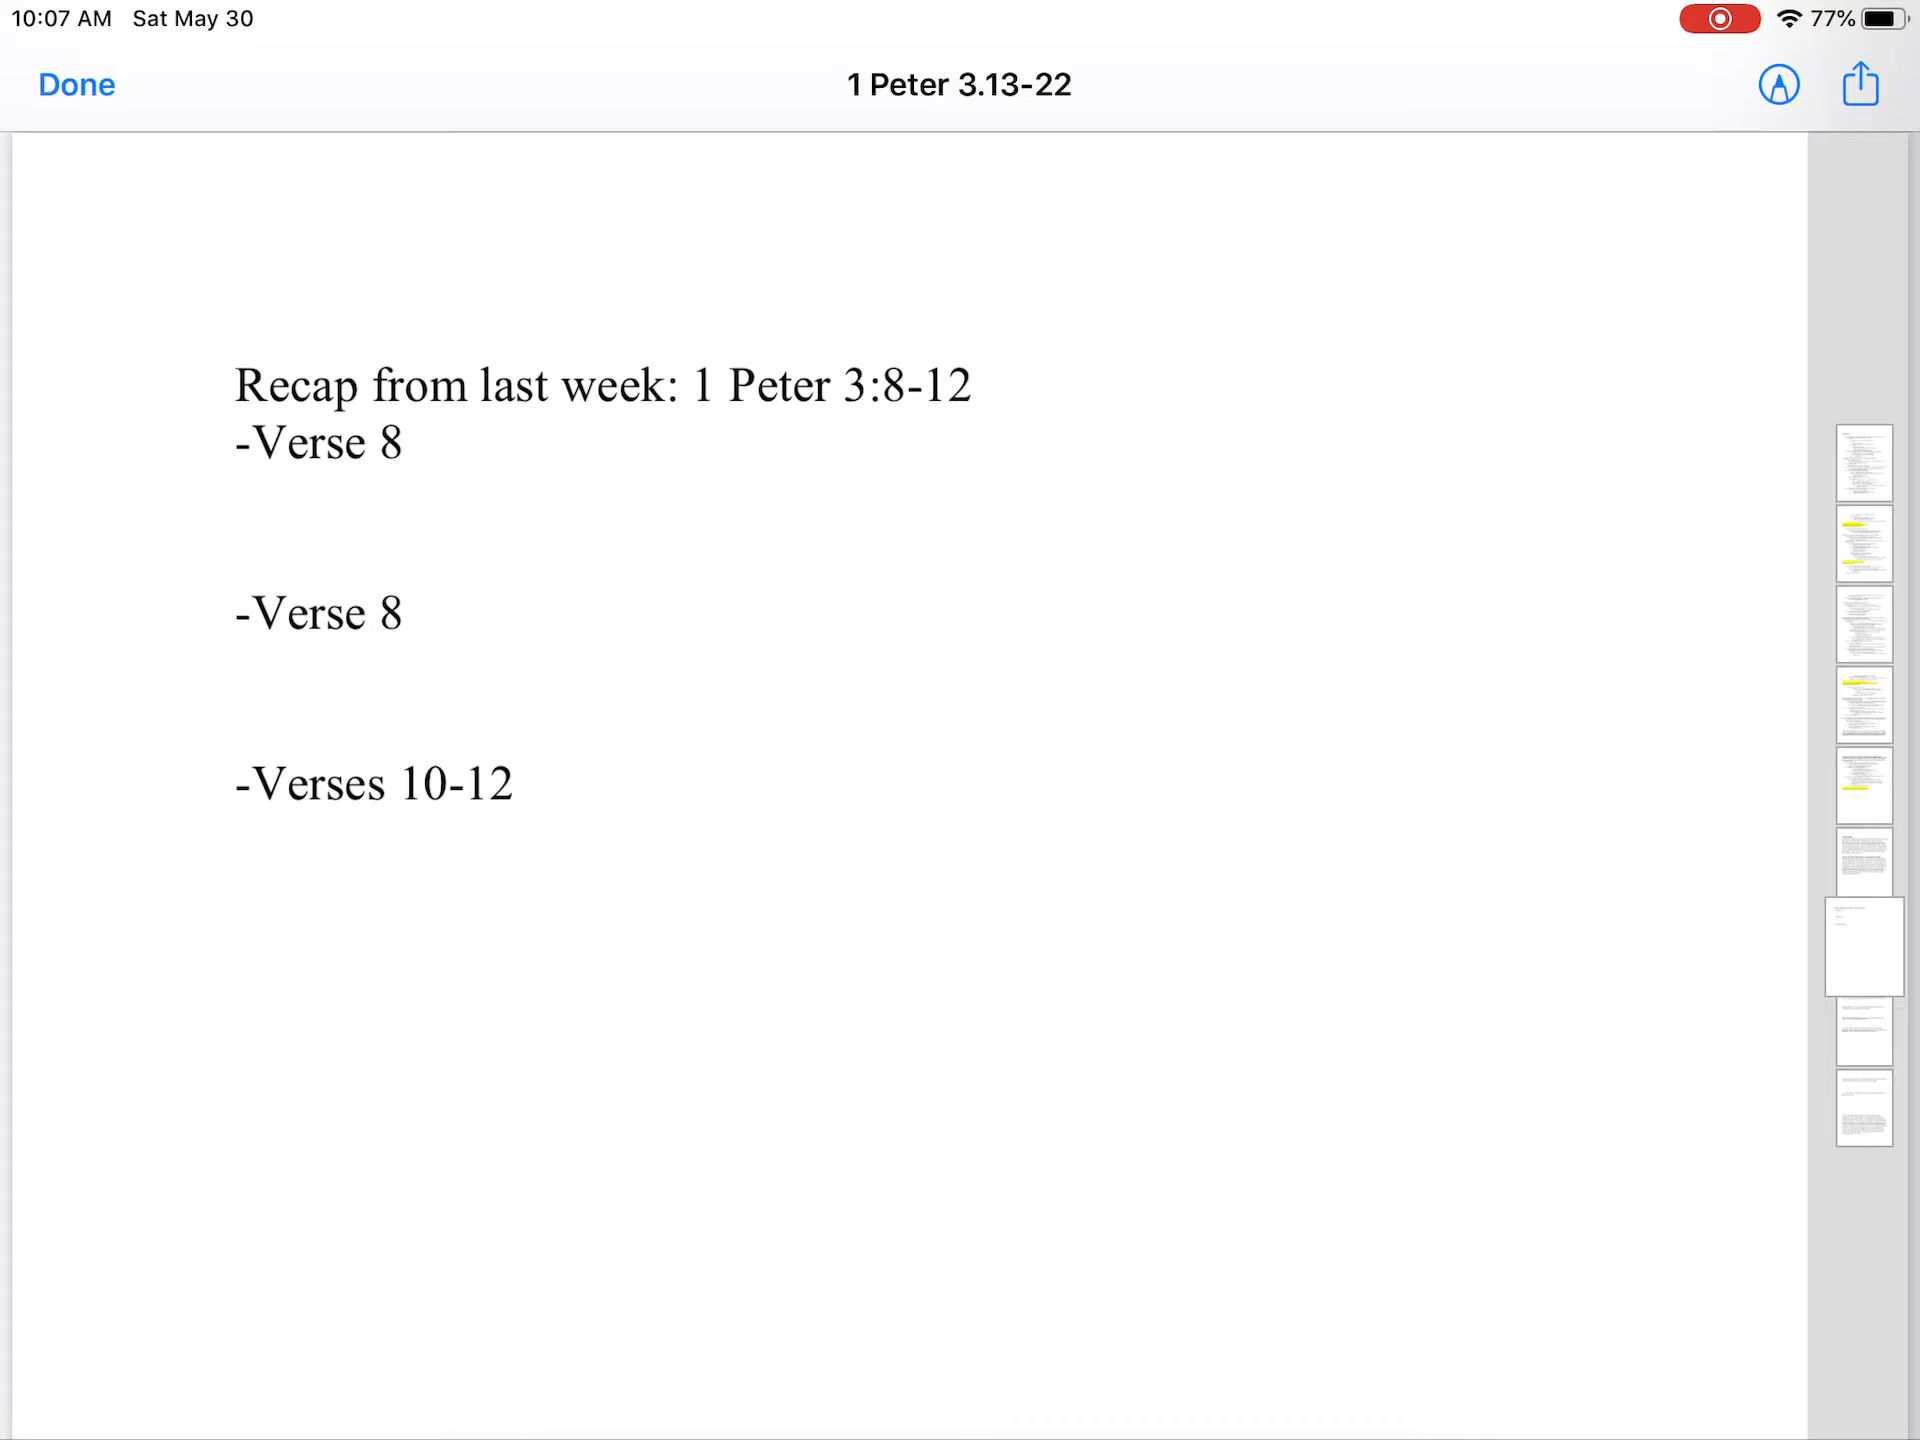 10:07 AM Sat May 30
77%
Done
1 Peter 3.13-22
Recap from last week: 1 Peter 3:8-12
-Verse 8
-Verse 8
-Verses 10-12